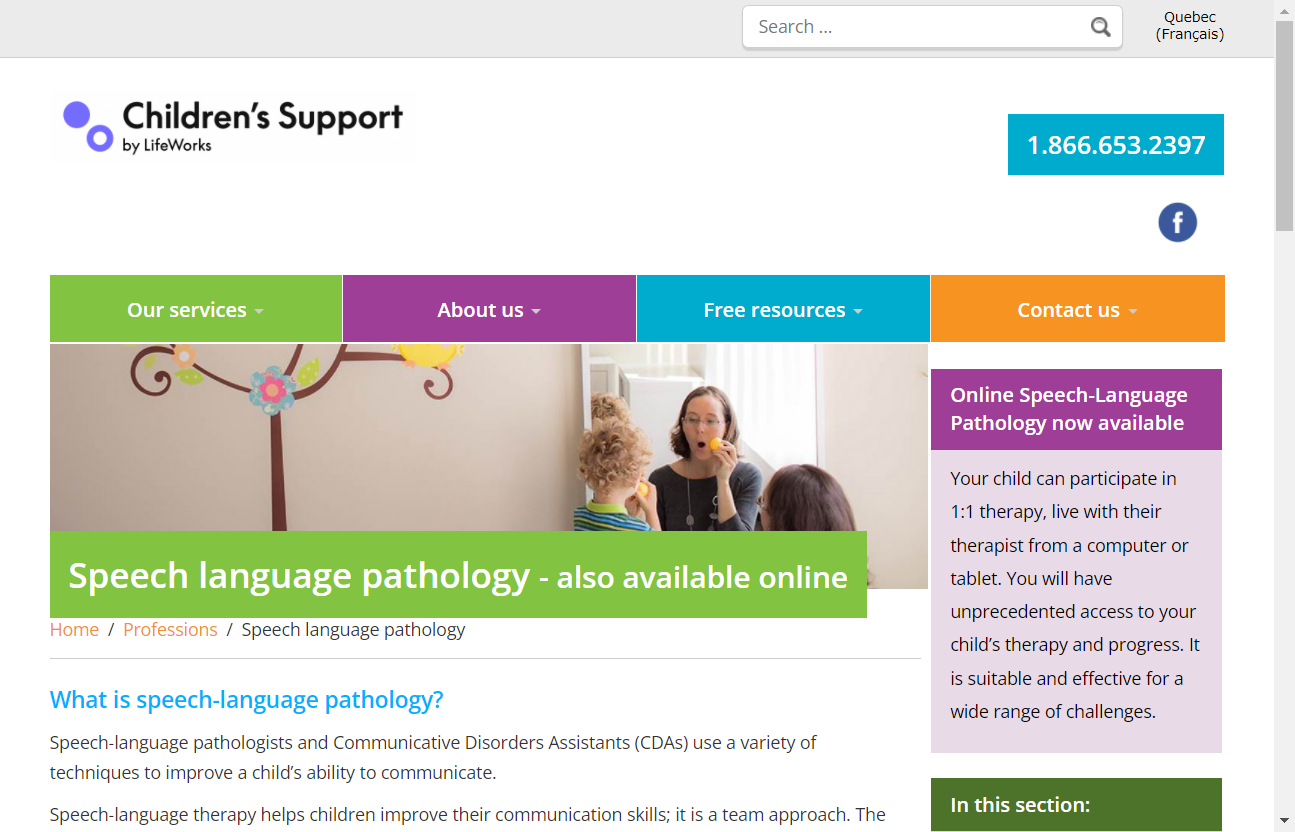 Search ...
Quebec
(Français)
Children's Support
by LifeWorks
1.866.653.2397
f
Our services
About us
Free resources
Contact us
Speech language pathology - also available online
Home / Professions / Speech language pathology
What is speech-language pathology?
Speech-language pathologists and Communicative Disorders Assistants (CDAs) use a variety of
techniques to improve a child’s ability to communicate.
Speech-language therapy helps children improve their communication skills; it is a team approach. The
Online Speech-Language
Pathology now available
Your child can participate in
1:1 therapy, live with their
therapist from a computer or
tablet. You will have
unprecedented access to your
child’s therapy and progress. It
is suitable and effective for a
wide range of challenges.
In this section: